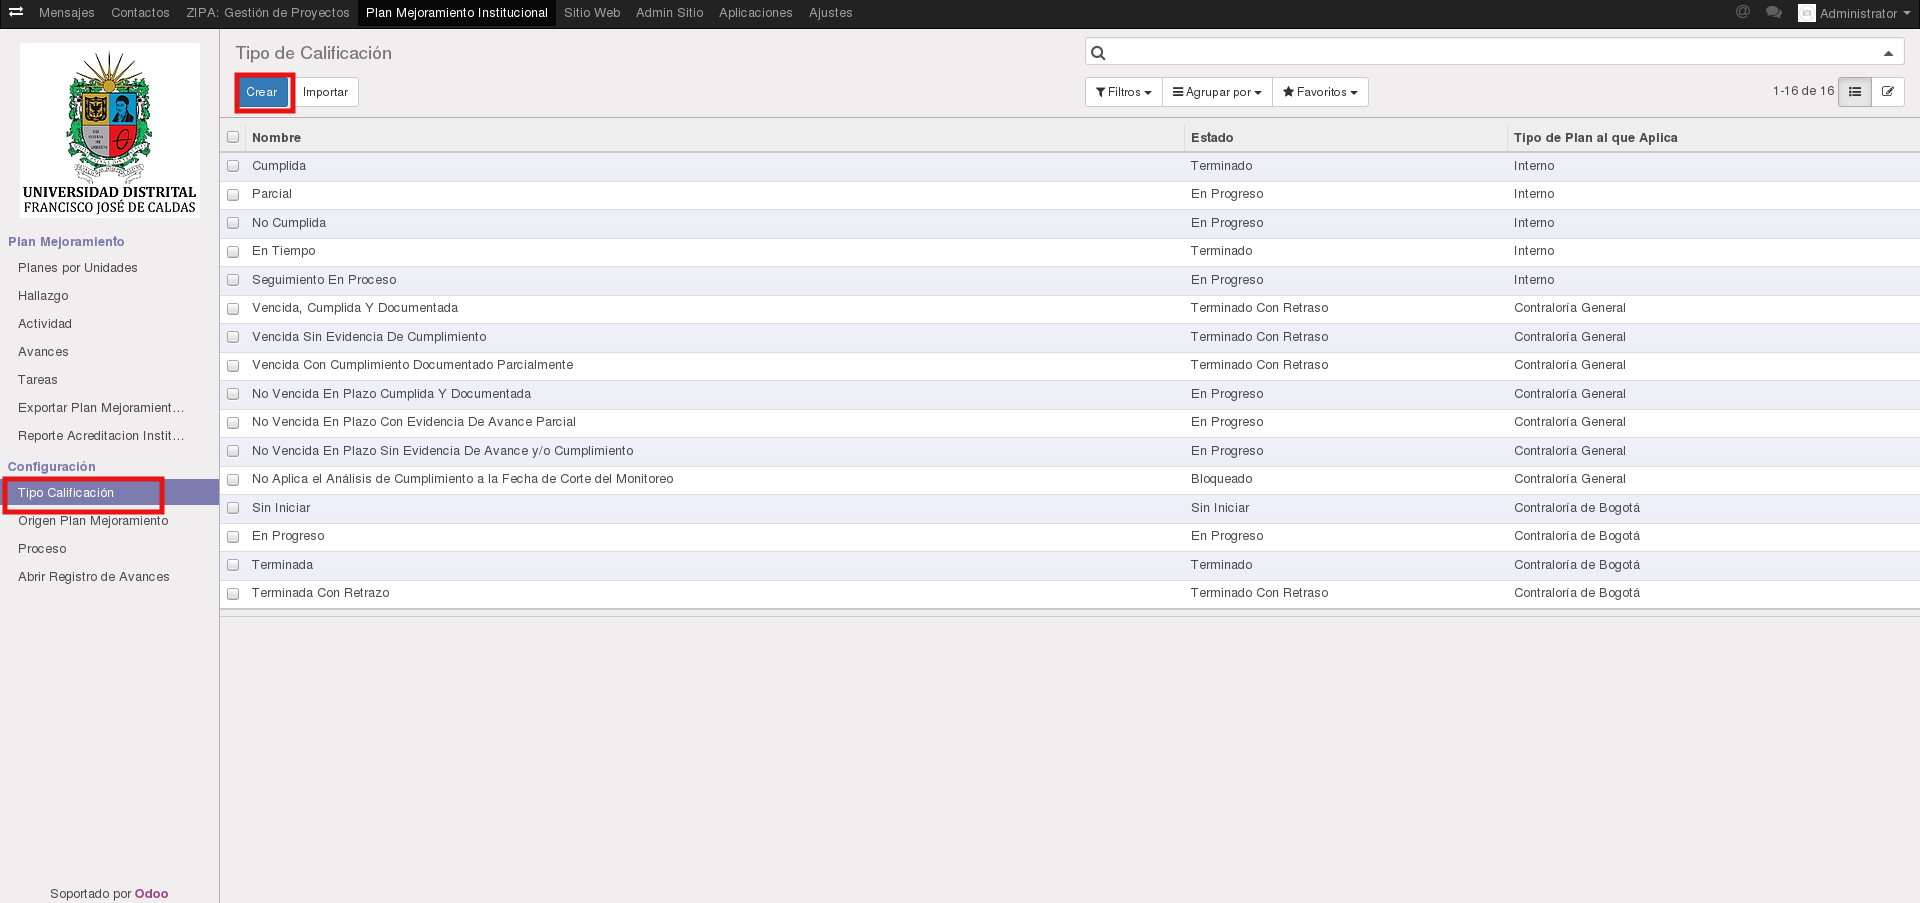 Mensajes Contactos ZIPA: Gestión de Proyectos Plan Mejoramiento Institucional Sitio Web Admin Sitio Aplicaciones Ajustes @ Administrator
UNIVERSIDAD DISTRITAL
FRANCISCO JOSÉ DE CALDAS
Plan Mejoramiento
Planes por Unidades
Hallazgo
Actividad
Avances
Tareas
Exportar Plan Mejoramient...
Reporte Acreditacion Instit...
Configuración
Tipo Calificación
Origen Plan Mejoramiento
Proceso
Abrir Registro de Avances
Soportado por Odoo
Tipo de Calificación
Crear Importar
Filtros Agrupar por Favoritos 1-16 de 16
Nombre Estado Tipo de Plan al que Aplica
Cumplida Terminado Interno
Parcial En Progreso Interno
No Cumplida En Progreso Interno
En Tiempo Terminado Interno
Seguimiento En Proceso En Progreso Interno
Vencida, Cumplida Y Documentada Terminado Con Retraso Contraloría General
Vencida Sin Evidencia De Cumplimiento Terminado Con Retraso Contraloría General
Vencida Con Cumplimiento Documentado Parcialmente Terminado Con Retraso Contraloría General
No Vencida En Plazo Cumplida Y Documentada En Progreso Contraloría General
No Vencida En Plazo Con Evidencia De Avance Parcial En Progreso Contraloría General
No Vencida En Plazo Sin Evidencia De Avance y/o Cumplimiento En Progreso Contraloría General
No Aplica el Análisis de Cumplimiento a la Fecha de Corte del Monitoreo Bloqueado Contraloría General
Sin Iniciar Sin Iniciar Contraloría de Bogotá
En Progreso En Progreso Contraloría de Bogotá
Terminada Terminado Contraloría de Bogotá
Terminada Con Retrazo Terminado Con Retraso Contraloría de Bogotá